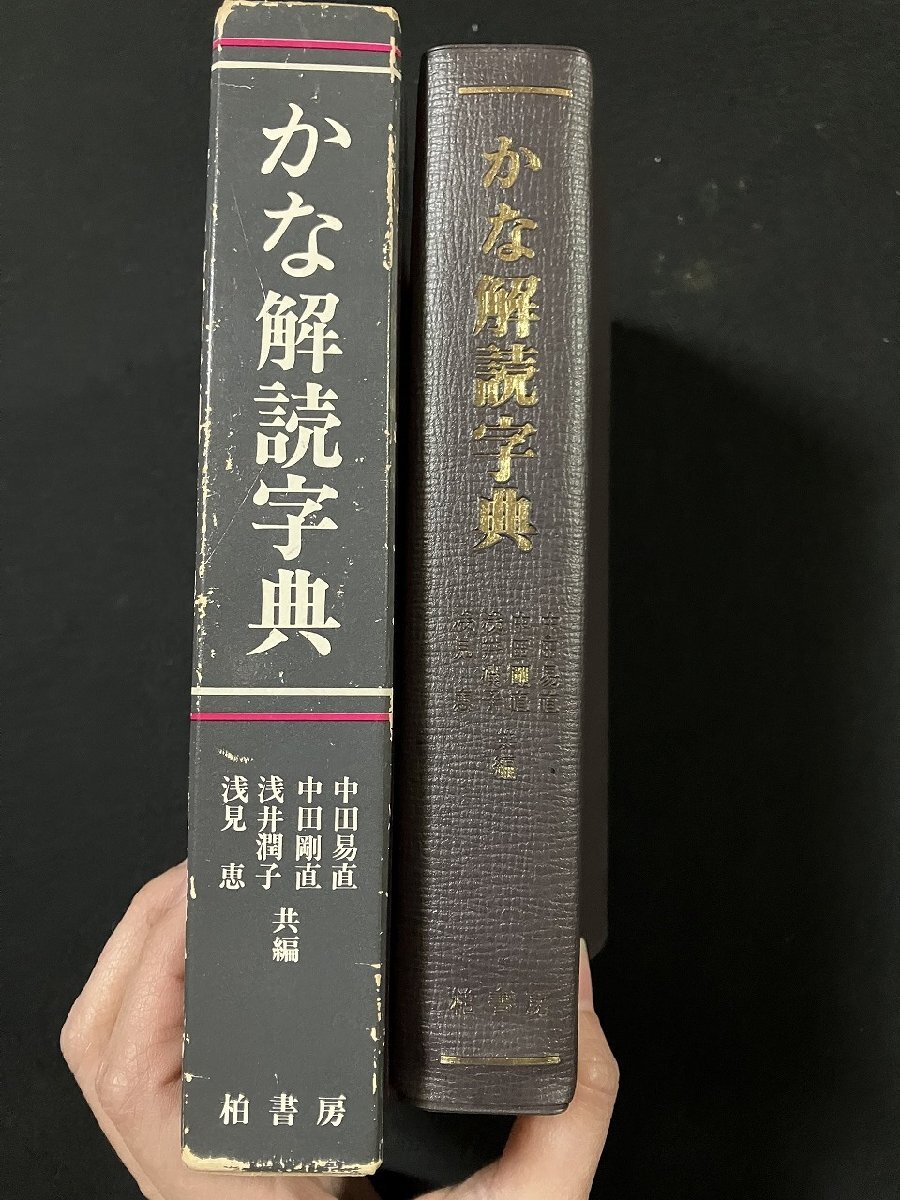 かな解読字典
中田易直
中田剛直
浅井潤子
浅見 恵
共編
柏書房
かな解読字典
中田易直
中田剛直
浅井潤子
浅見 恵
共編
柏書房